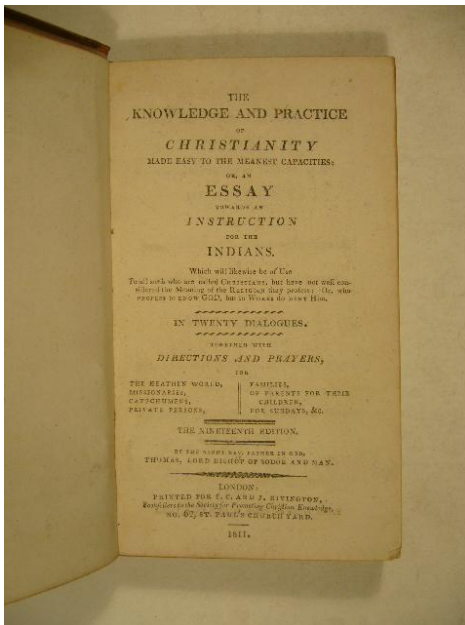 THE
KNOWLEDGE AND PRACTICE
OF
CHRISTIANITY
MADE EASY TO THE MEANEST CAPACITIES:
OR, AN
ESSAY
TOWARDS AN
INSTRUCTION
FOR THE
INDIANS.
Which will likewise be of Use
To all such who are called CHRISTIANS, but have not well con-
sidered the Meaning of the RELIGION they profess: Or, who
PROFESS to KNOW GOD, but in WORKS do DENY HIM.
IN TWENTY DIALOGUES.
TOGETHER WITH
DIRECTIONS AND PRAYERS,
FOR
THE HEATHEN WORLD,
MISSIONARIES,
CATECHUMENS,
PRIVATE PERSONS,
FAMILIES,
OF PARENTS FOR THEIR
CHILDREN,
FOR SUNDAYS, &c.
THE NINETEENTH EDITION.
BY THE RIGHT REV. FATHER IN GOD,
THOMAS, LORD BISHOP OF SODOR AND MAN.
LONDON:
PRINTED FOR F. C. AND J. RIVINGTON,
Booksellers to the Society for Promoting Christian Knowledge,
NO. 62, ST. PAUL'S CHURCH YARD.
1811.